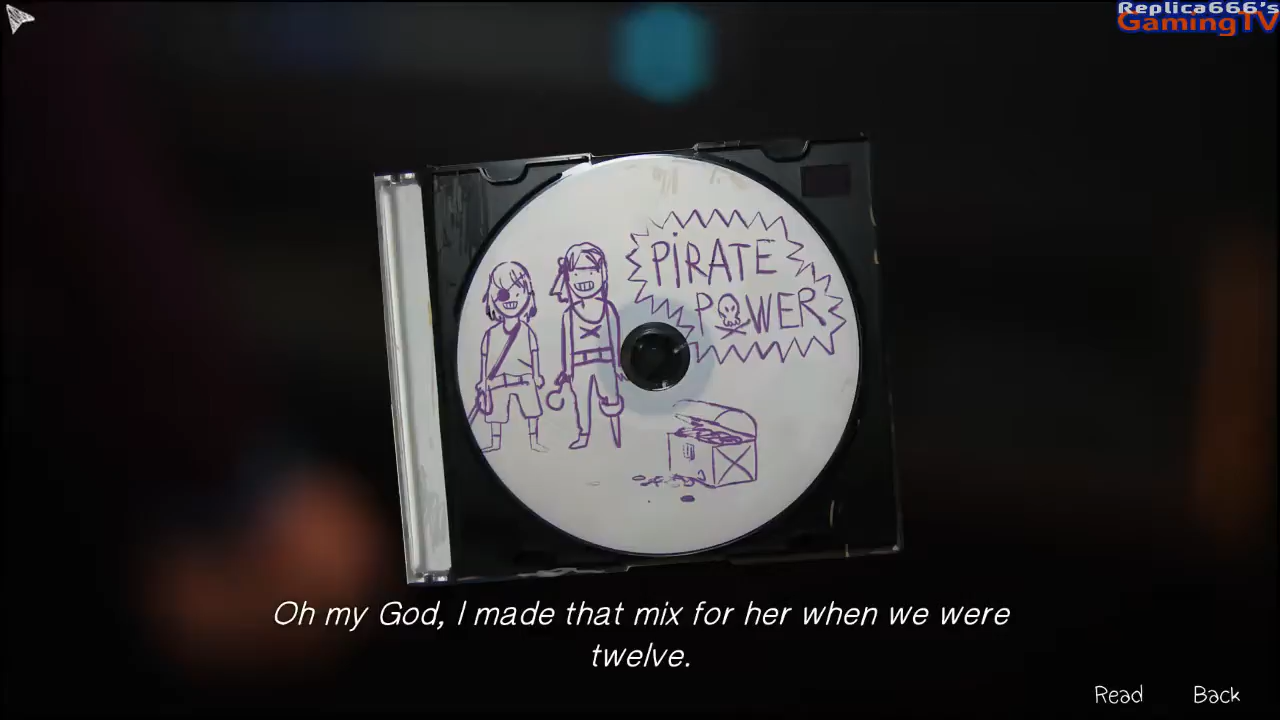 Replica666's
GamingTV
PiRATE
POWER
Oh my God, I made that mix for her when we were
twelve.
Read
Back